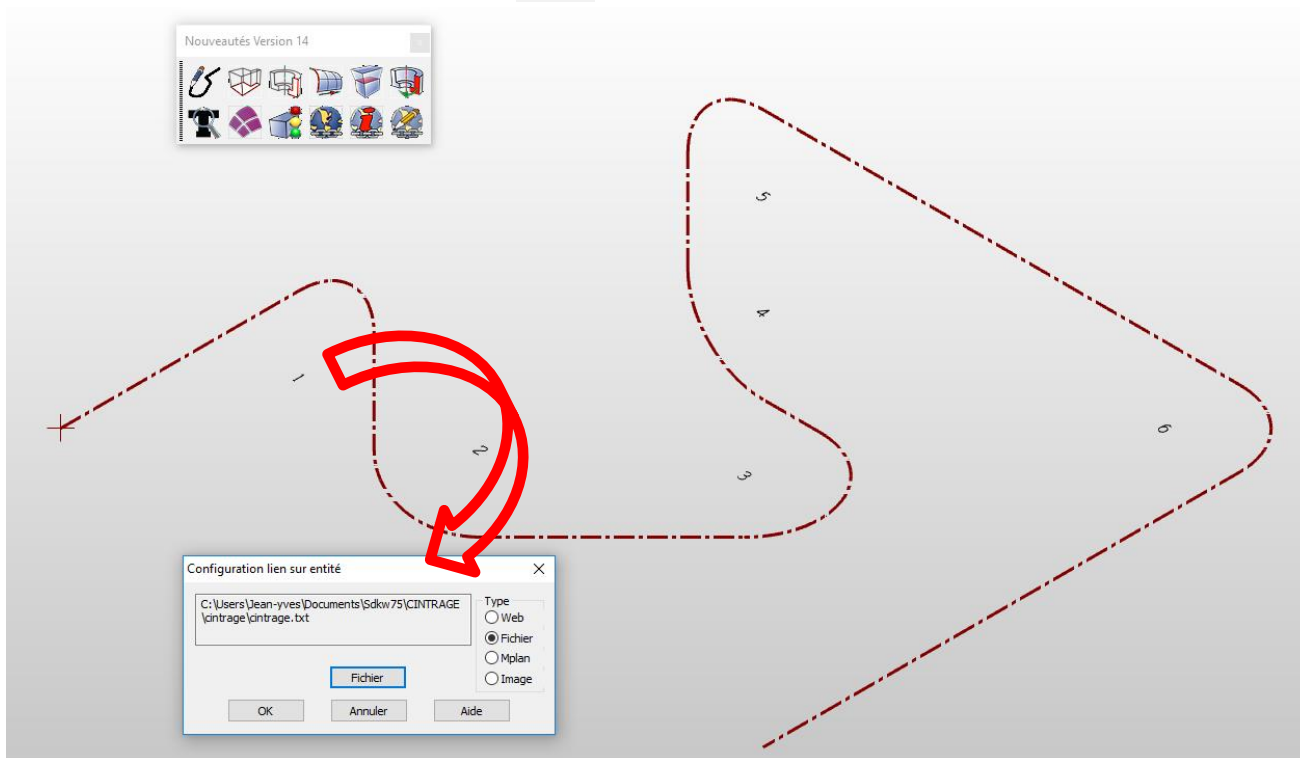 Nouveautés Version 14
5
4
1
6
2
3
Configuration lien sur entité
C:\Users\Jean-yves\Documents\Sdkw75\CINTRAGE
\cintrage\cintrage.txt
Type
Web
Fichier
Mplan
Image
Fichier
OK Annuler Aide